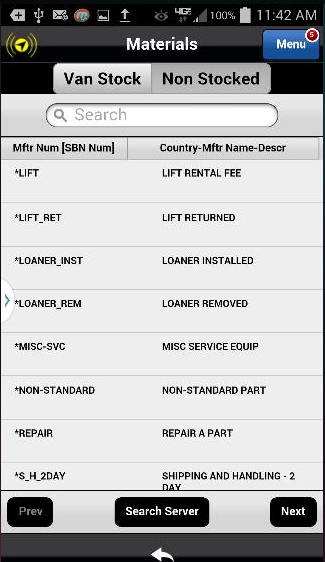 100% 11:42 AM
Materials
Menu
5
Van Stock Non Stocked
Search
Mftr Num [SBN Num] Country-Mftr Name-Descr
*LIFT LIFT RENTAL FEE
*LIFT_RET LIFT RETURNED
*LOANER_INST LOANER INSTALLED
*LOANER_REM LOANER REMOVED
*MISC-SVC MISC SERVICE EQUIP
*NON-STANDARD NON-STANDARD PART
*REPAIR REPAIR A PART
*S_H_2DAY SHIPPING AND HANDLING - 2
DAY
Prev Search Server Next